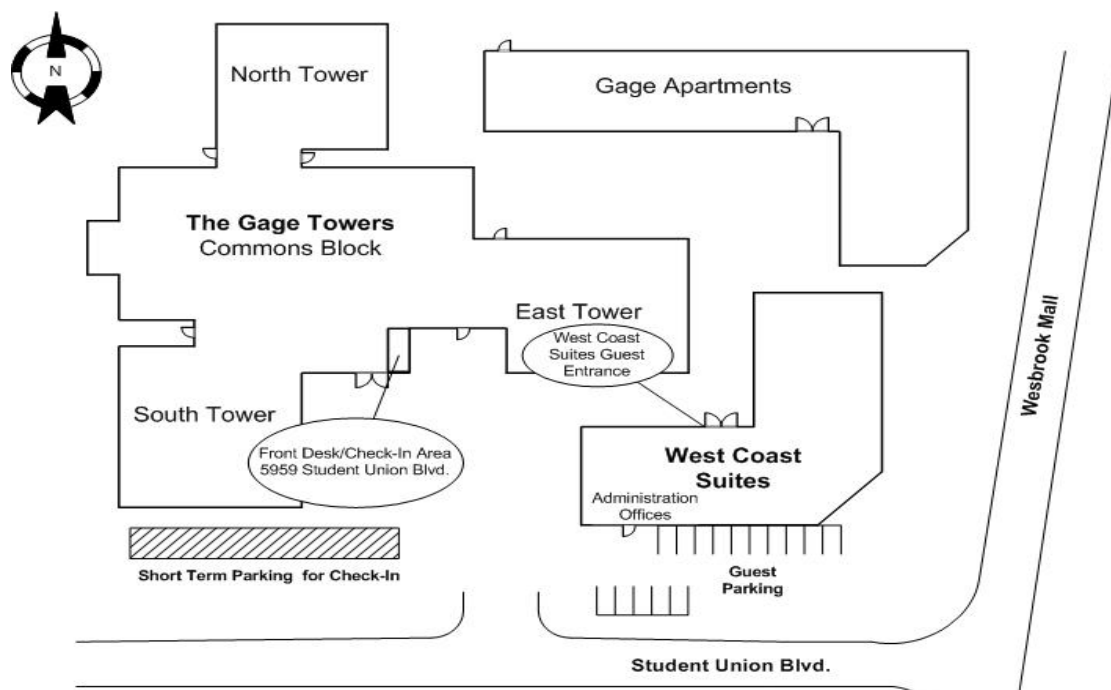 N
North Tower
Gage Apartments
The Gage Towers
Commons Block
East Tower
West Coast
Suites Guest
Entrance
Wesbrook Mall
South Tower
Front Desk/Check-In Area
5959 Student Union Blvd.
West Coast
Suites
Administration
Offices
Short Term Parking for Check-In
Guest
Parking
Student Union Blvd.